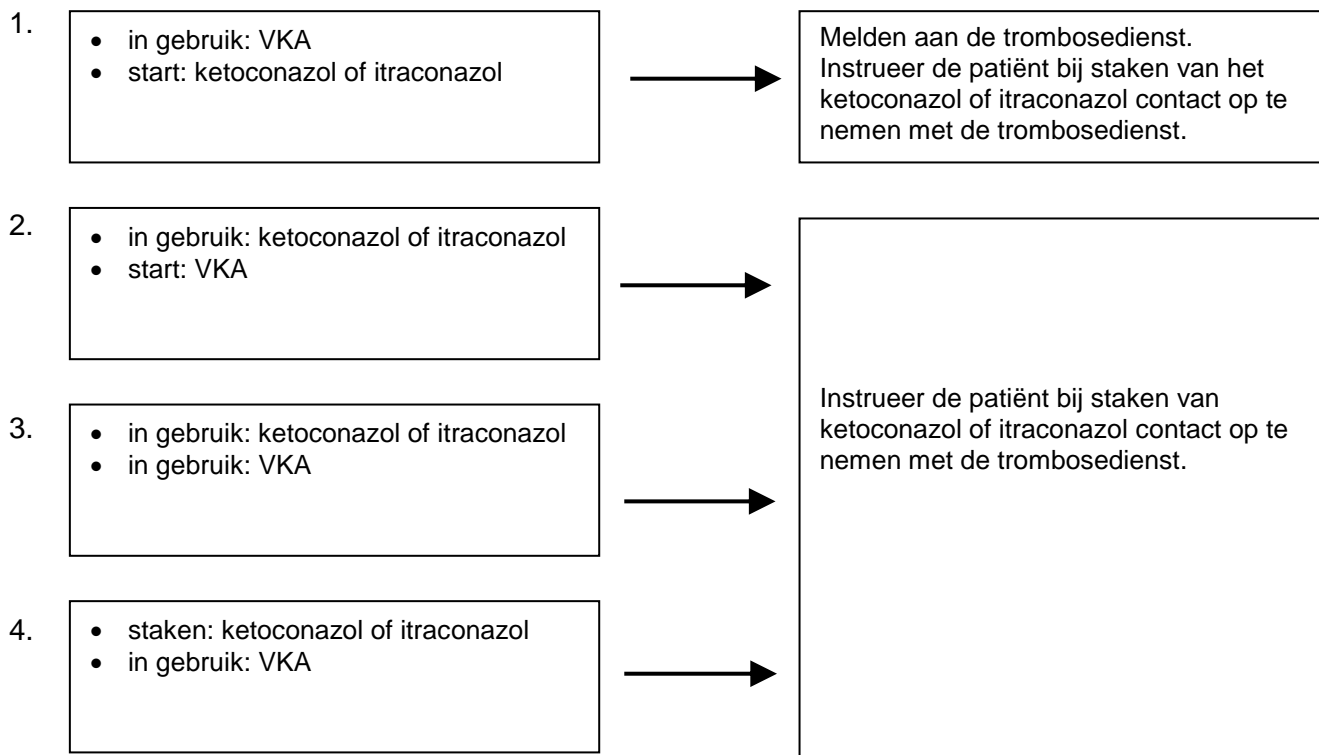 1.
• in gebruik: VKA
• start: ketoconazol of itraconazol
Melden aan de trombosedienst.
Instrueer de patiënt bij staken van het
ketoconazol of itraconazol contact op te
nemen met de trombosedienst.
2.
• in gebruik: ketoconazol of itraconazol
• start: VKA
3.
• in gebruik: ketoconazol of itraconazol
• in gebruik: VKA
Instrueer de patiënt bij staken van
ketoconazol of itraconazol contact op te
nemen met de trombosedienst.
4.
• staken: ketoconazol of itraconazol
• in gebruik: VKA